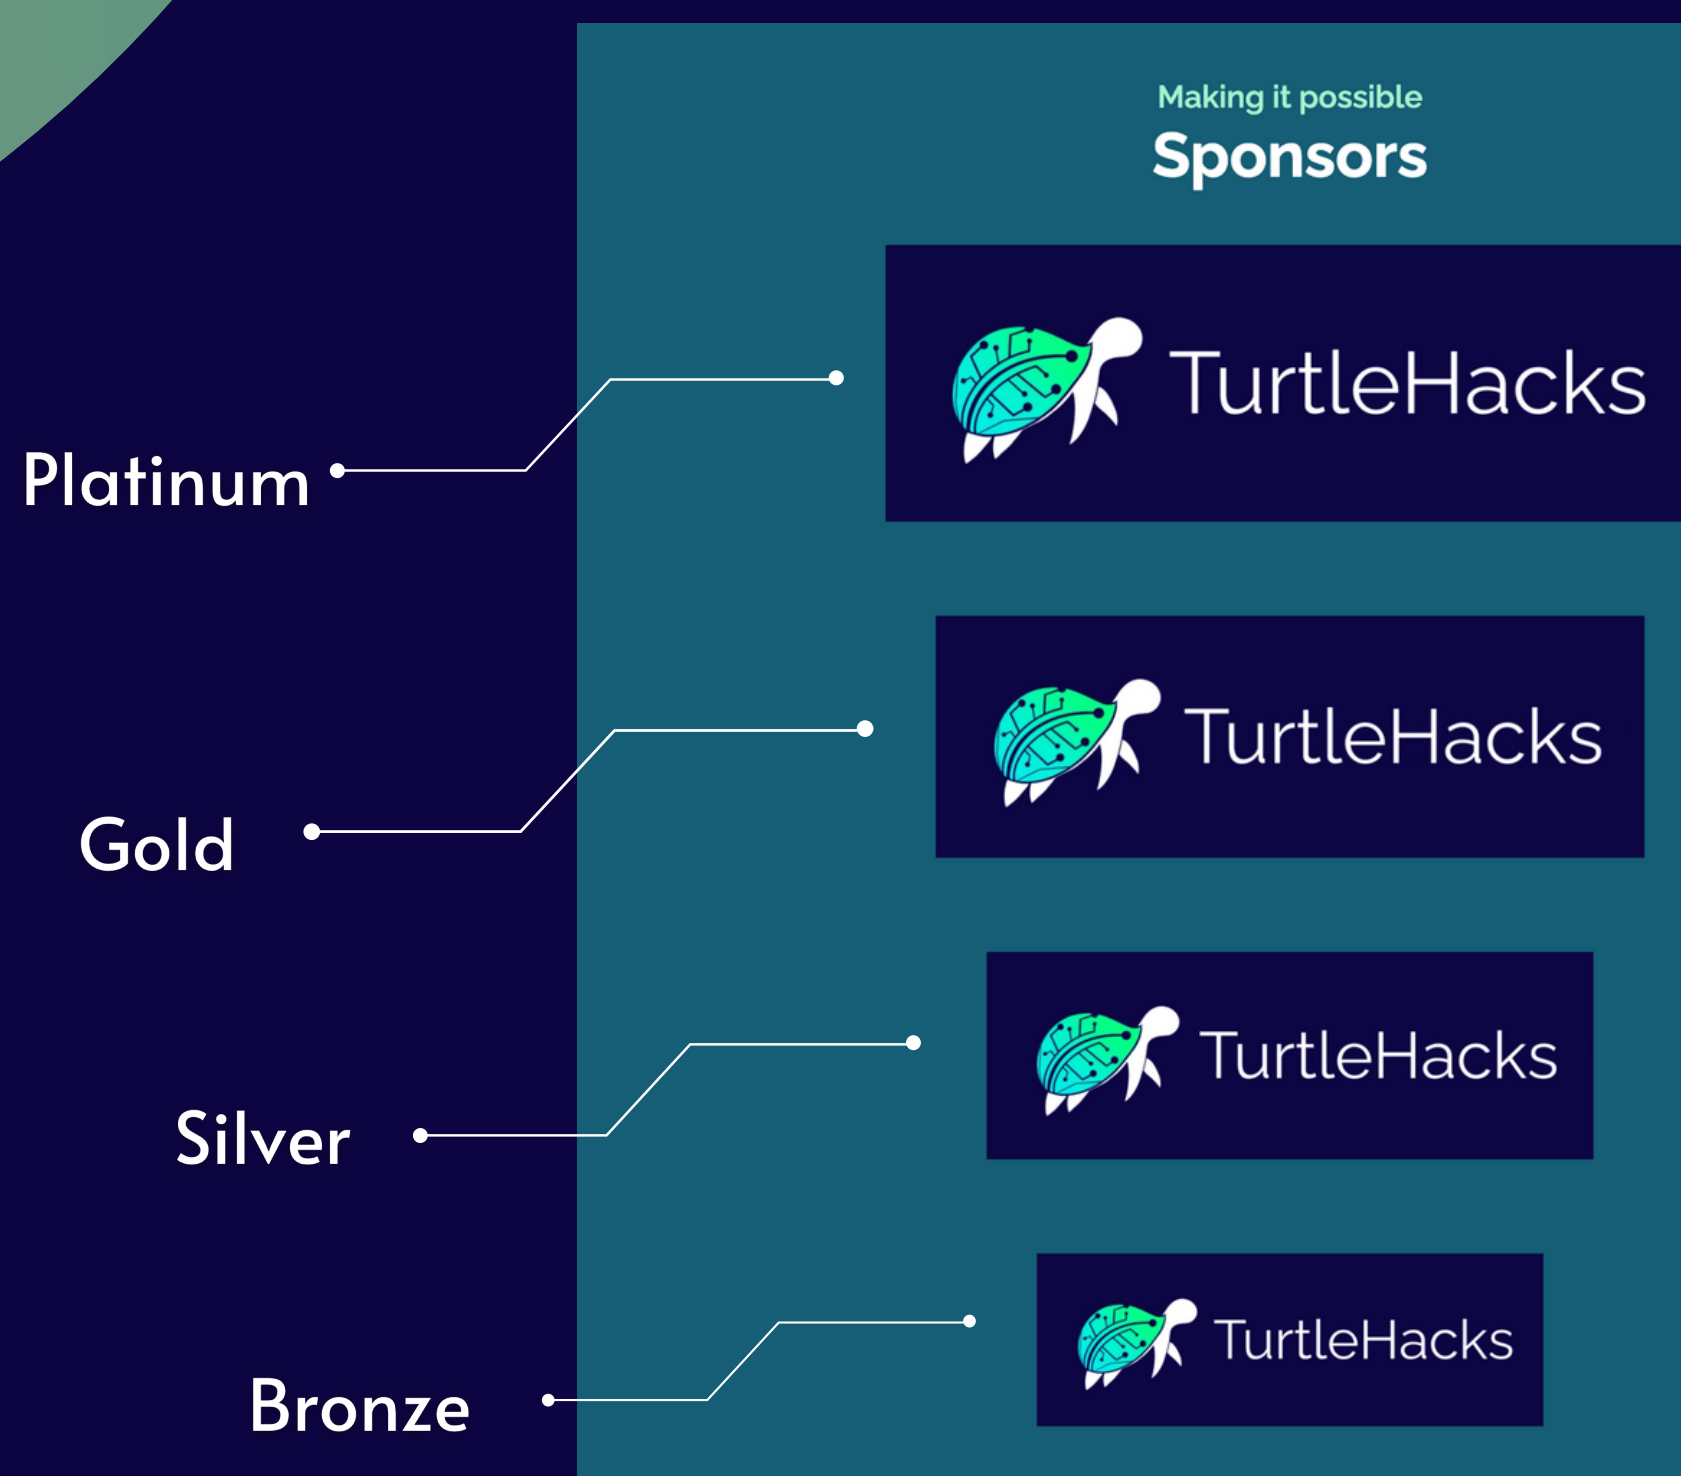 Making it possible
Sponsors
TurtleHacks
Platinum
TurtleHacks
Gold
TurtleHacks
Silver
TurtleHacks
Bronze